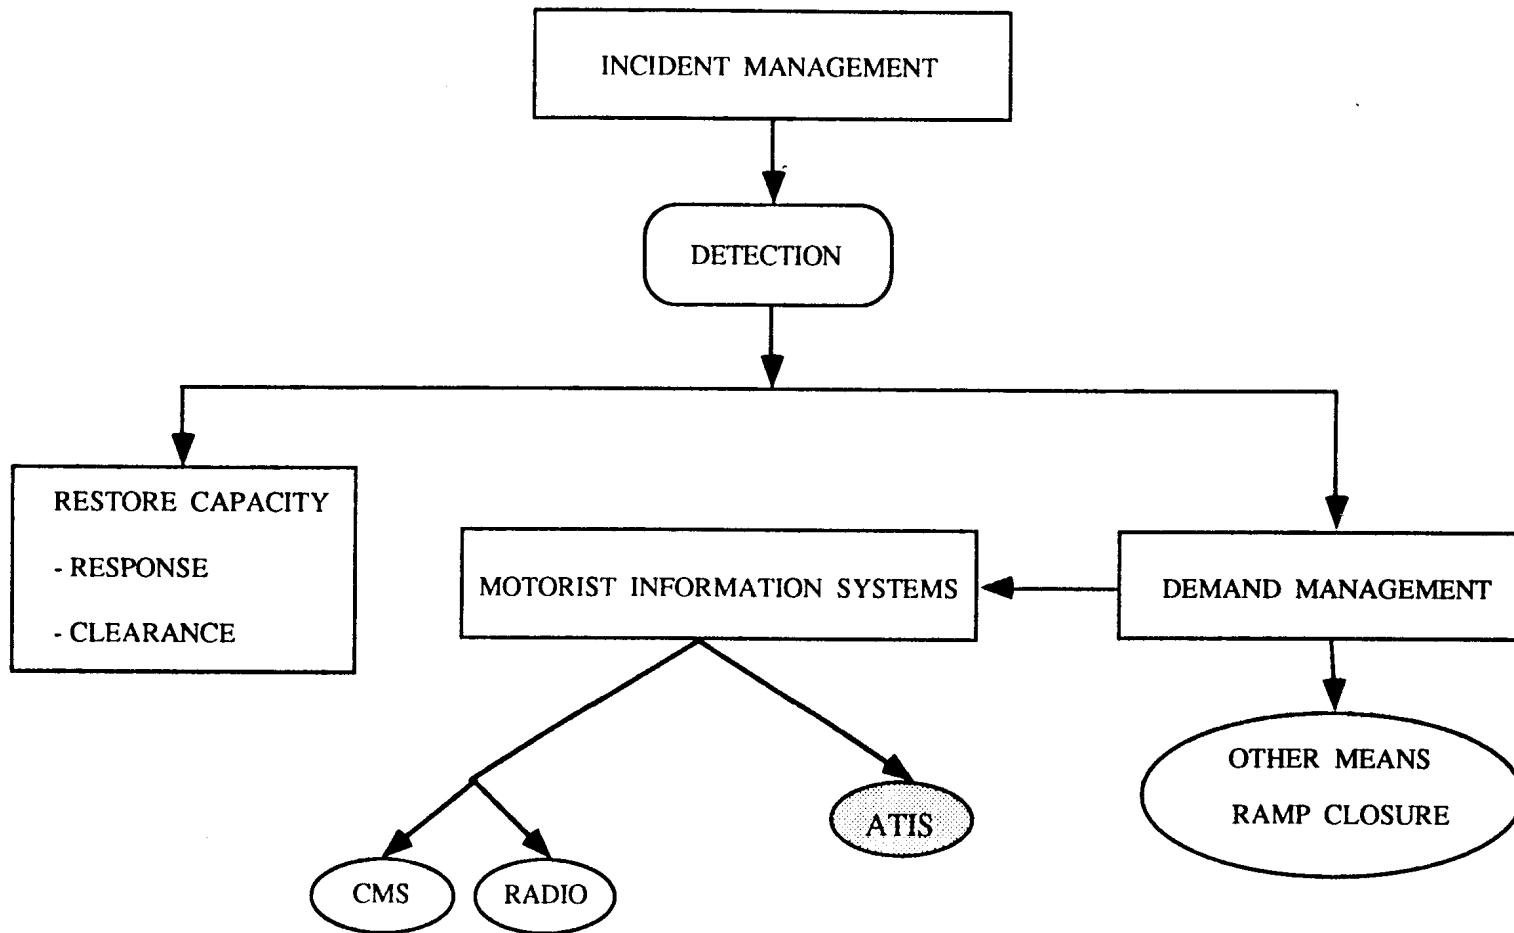 INCIDENT MANAGEMENT
DETECTION
RESTORE CAPACITY
- RESPONSE
- CLEARANCE
MOTORIST INFORMATION SYSTEMS
DEMAND MANAGEMENT
OTHER MEANS
RAMP CLOSURE
ATIS
CMS
RADIO